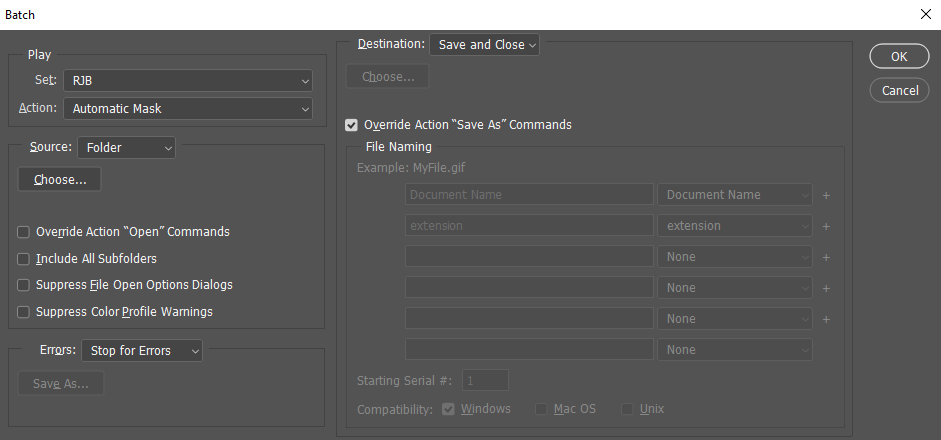 Batch
Play
Set: RJB
Action: Automatic Mask
Source: Folder
Choose...
Override Action “Open” Commands
Include All Subfolders
Suppress File Open Options Dialogs
Suppress Color Profile Warnings
Errors: Stop for Errors
Save As...
Destination: Save and Close
Choose...
Override Action “Save As” Commands
File Naming
Example: MyFile.gif
Document Name Document Name +
extension extension +
None +
None +
None +
None
Starting Serial #: 1
Compatibility: Windows Mac OS Unix
OK
Cancel